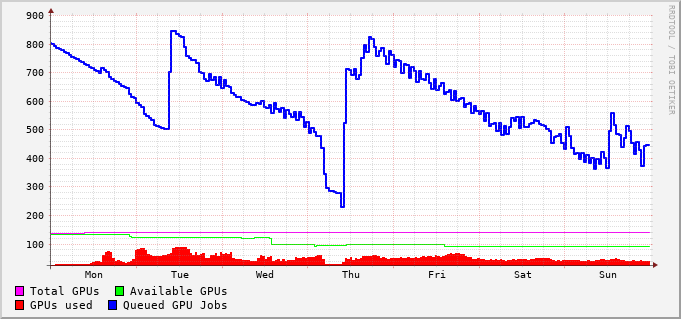 900
800
700
600
500
400
300
200
100
Mon Tue Wed Thu Fri Sat Sun
Total GPUs Available GPUs
GPUs used Queued GPU Jobs
RRDTOOL / TOBI OETIKER